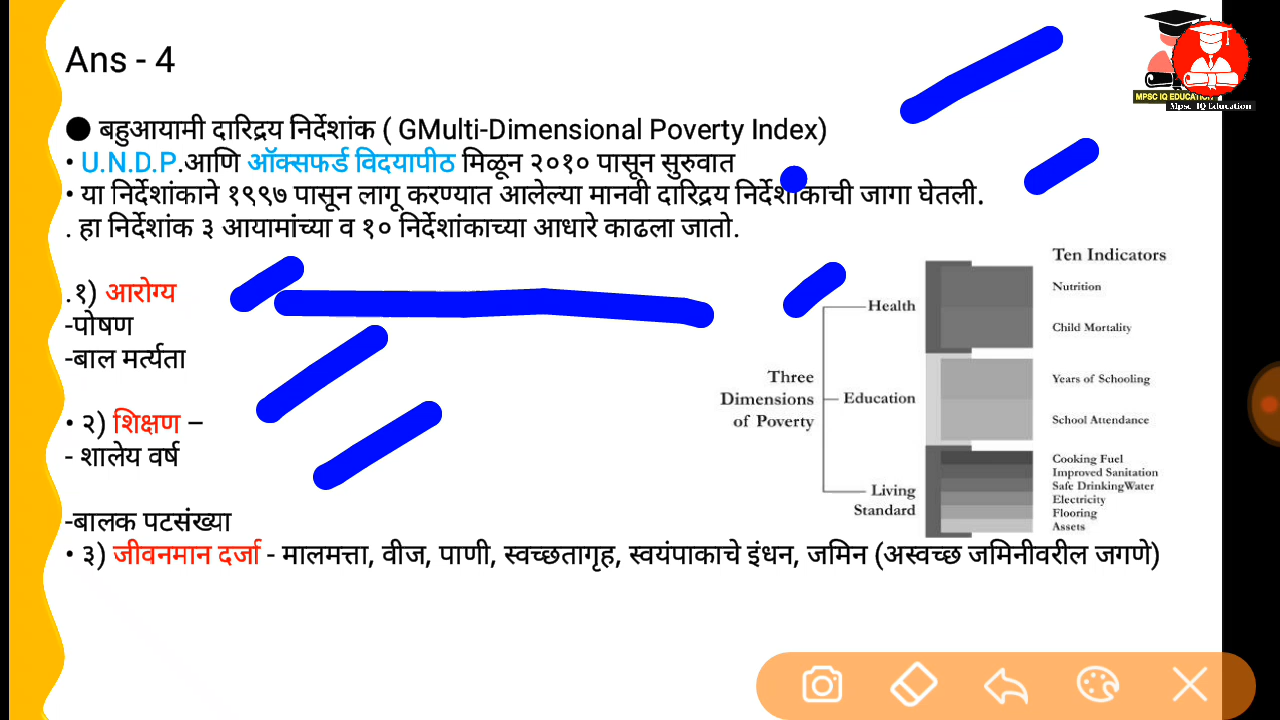 Ans - 4
MPSC IQ EDUCATION
Mpsc IQ Education
● बहुआयामी दारिद्रय निर्देशांक ( GMulti-Dimensional Poverty Index)
• U.N.D.P.आणि ऑक्सफर्ड विदयापीठ मिळून २०१० पासून सुरुवात
• या निर्देशांकाने १९९७ पासून लागू करण्यात आलेल्या मानवी दारिद्रय निर्देशांकाची जागा घेतली.
. हा निर्देशांक ३ आयामांच्या व १० निर्देशांकाच्या आधारे काढला जातो.
.१) आरोग्य
-पोषण
-बाल मर्त्यता
• २) शिक्षण –
- शालेय वर्ष
-बालक पटसंख्या
• ३) जीवनमान दर्जा - मालमत्ता, वीज, पाणी, स्वच्छतागृह, स्वयंपाकाचे इंधन, जमिन (अस्वच्छ जमिनीवरील जगणे)
Three
Dimensions
of Poverty
Health
Education
Living
Standard
Ten Indicators
Nutrition
Child Mortality
Years of Schooling
School Attendance
Cooking Fuel
Improved Sanitation
Safe DrinkingWater
Electricity
Flooring
Assets